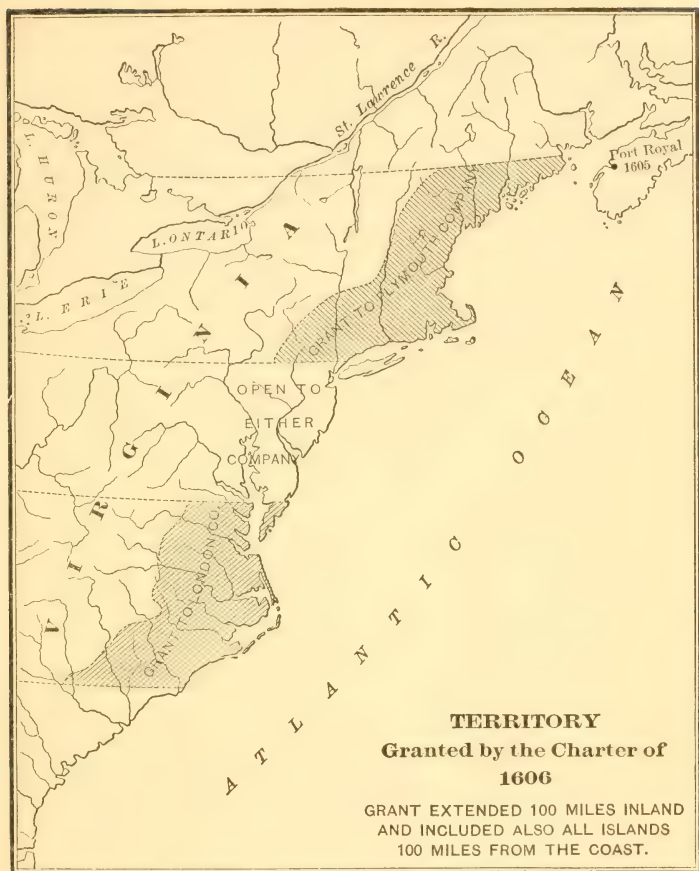 St. Lawrence R.
Port Royal
1605
L. HURON
L. ONTARIO
L. ERIE
VIRGINIA
GRANT TO PLYMOUTH COMPANY
OPEN TO
EITHER
COMPANY
GRANT TO LONDON CO.
ATLANTIC OCEAN
TERRITORY
Granted by the Charter of
1606
GRANT EXTENDED 100 MILES INLAND
AND INCLUDED ALSO ALL ISLANDS
100 MILES FROM THE COAST.